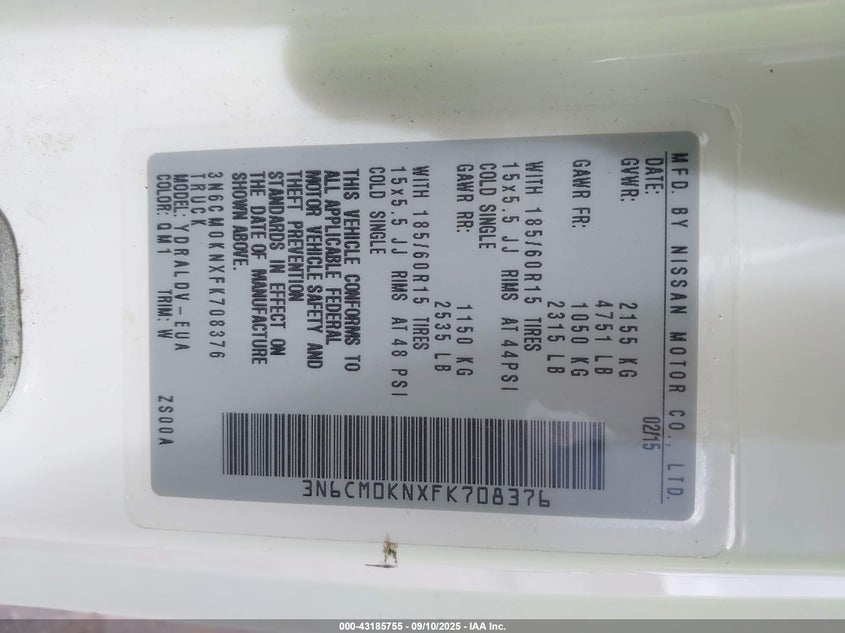 MFD. BY NISSAN MOTOR CO., LTD.
DATE: 02/15
GVWR: 2155 KG
4751 LB
GAWR FR: 1050 KG
2315 LB
WITH 185/60R15 TIRES
15x5.5 JJ RIMS AT 44PSI
COLD SINGLE
GAWR RR: 1150 KG
2535 LB
WITH 185/60R15 TIRES
15x5.5 JJ RIMS AT 48 PSI
COLD SINGLE
THIS VEHICLE CONFORMS TO
ALL APPLICABLE FEDERAL
MOTOR VEHICLE SAFETY AND
THEFT PREVENTION
STANDARDS IN EFFECT ON
THE DATE OF MANUFACTURE
SHOWN ABOVE.
3N6CM0KNXFK708376
TRUCK
MODEL: YDRALDV-EUA
COLOR: QM1 TRIM: W ZS00A
3N6CM0KNXFK708376
000-43185755 - 09/10/2025 - IAA Inc.